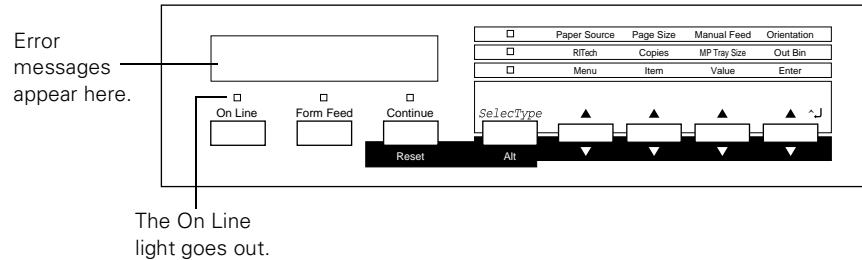 Error
messages
appear here.
Paper Source Page Size Manual Feed Orientation
RITech Copies MP Tray Size Out Bin
Menu Item Value Enter
On Line Form Feed Continue SelecType
Reset Alt
The On Line
light goes out.